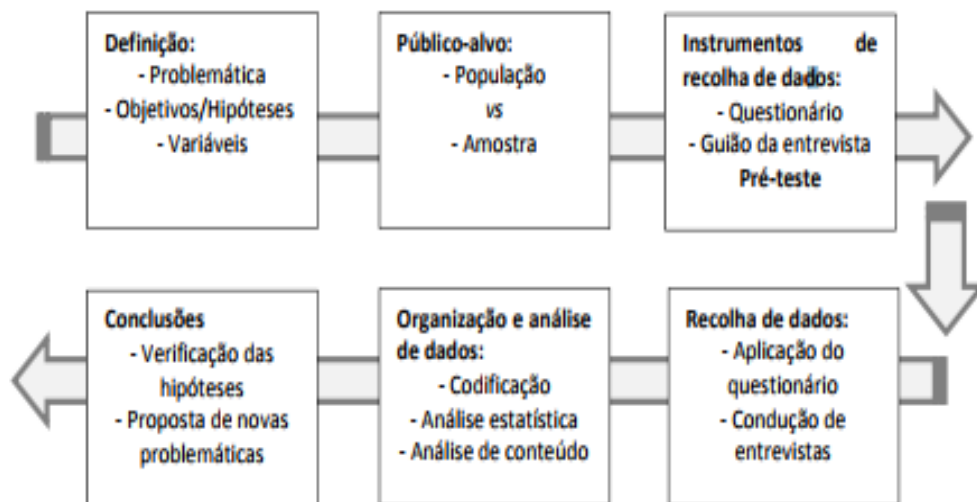 Definição:
- Problemática
- Objetivos/Hipóteses
- Variáveis
Público-alvo:
- População
vs
- Amostra
Instrumentos de
recolha de dados:
- Questionário
- Guião da entrevista
Pré-teste
Conclusões
- Verificação das
hipóteses
- Proposta de novas
problemáticas
Organização e análise
de dados:
- Codificação
- Análise estatística
- Análise de conteúdo
Recolha de dados:
- Aplicação do
questionário
- Condução de
entrevistas